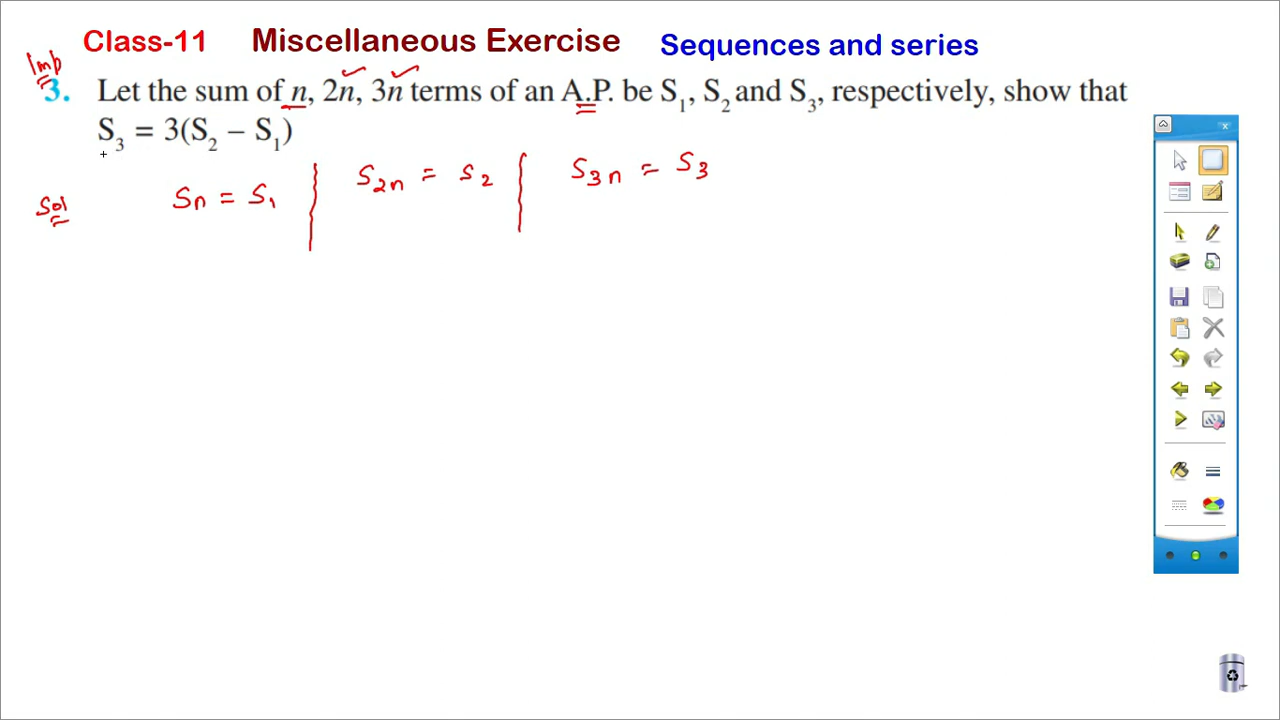 Class-11 Miscellaneous Exercise Sequences and series
Imp
3. Let the sum of n, 2n, 3n terms of an A.P. be S₁, S₂ and S₃, respectively, show that
S₃ = 3(S₂ – S₁)
Sol Sn = S₁ | S₂n = S₂ | S₃n = S₃